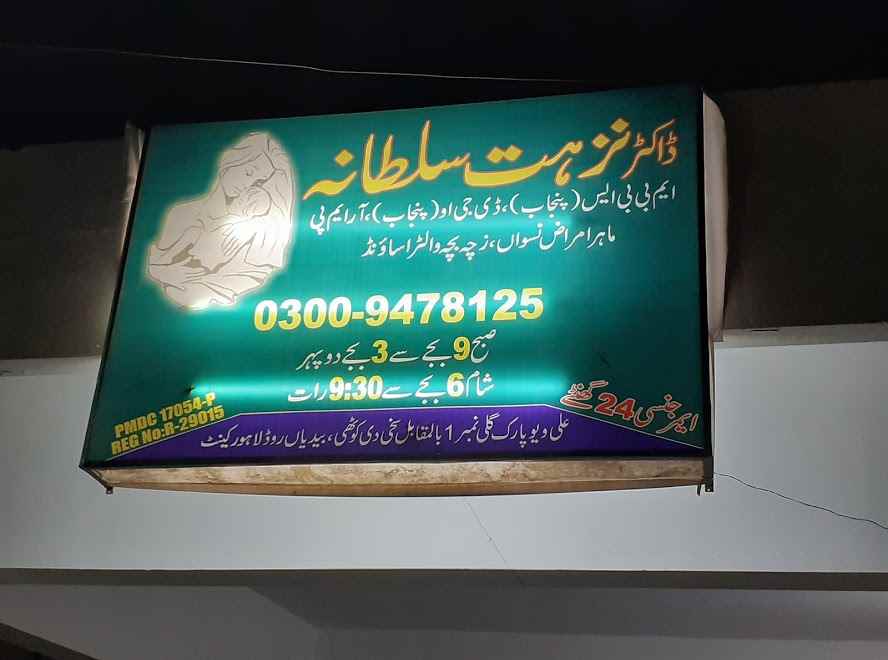 ڈاکٹر نزہت سلطانہ
ایم بی بی ایس (پنجاب)، ڈی جی او (پنجاب)، آر ایم پی
ماہر امراض نسواں، زچہ بچہ والٹراساؤنڈ
0300-9478125
صبح 9 بجے سے 3 بجے دوپہر
شام 6 بجے سے 9:30 رات
ایمرجنسی 24 گھنٹے
PMDC 17054-P
REG No:R-29015
علی ویو پارک گلی نمبر 1 بالمقابل سخی دی کوٹھی، بیدیاں روڈ لاہور کینٹ